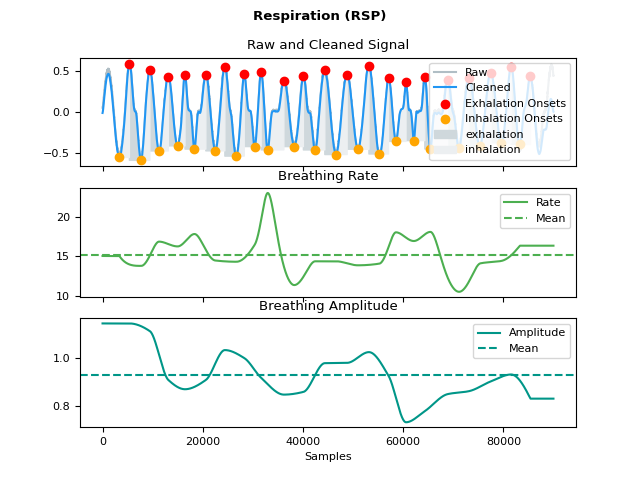 Respiration (RSP)
Raw and Cleaned Signal
0.5
0.0
−0.5
Raw
Cleaned
Exhalation Onsets
Inhalation Onsets
exhalation
inhalation
Breathing Rate
20
15
10
Rate
Mean
Breathing Amplitude
1.0
0.8
Amplitude
Mean
0 20000 40000 60000 80000
Samples